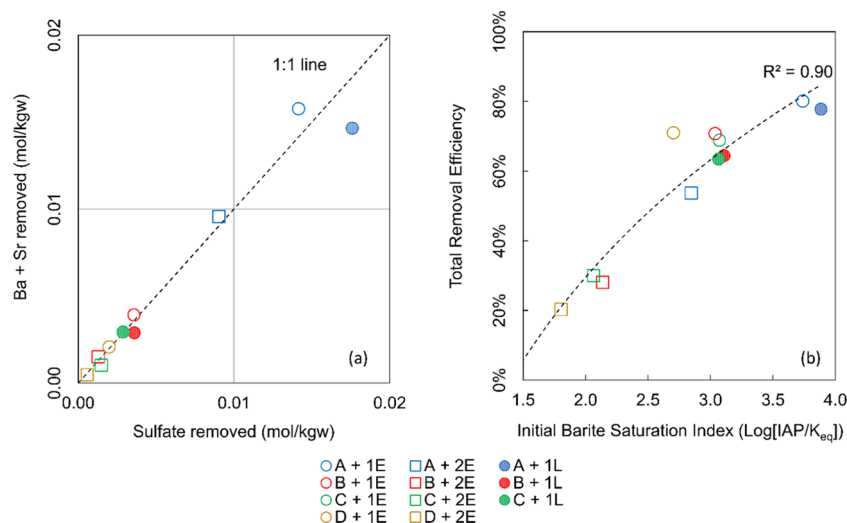 0.02
1:1 line
Ba + Sr removed (mol/kgw)
0.01
0.00
(a)
0.00
0.01
0.02
Sulfate removed (mol/kgw)
100%
R² = 0.90
80%
Total Removal Efficiency
60%
40%
20%
0%
(b)
1.5
2.0
2.5
3.0
3.5
4.0
Initial Barite Saturation Index (Log[IAP/Keq])
A + 1E A + 2E A + 1L
B + 1E B + 2E B + 1L
C + 1E C + 2E C + 1L
D + 1E D + 2E